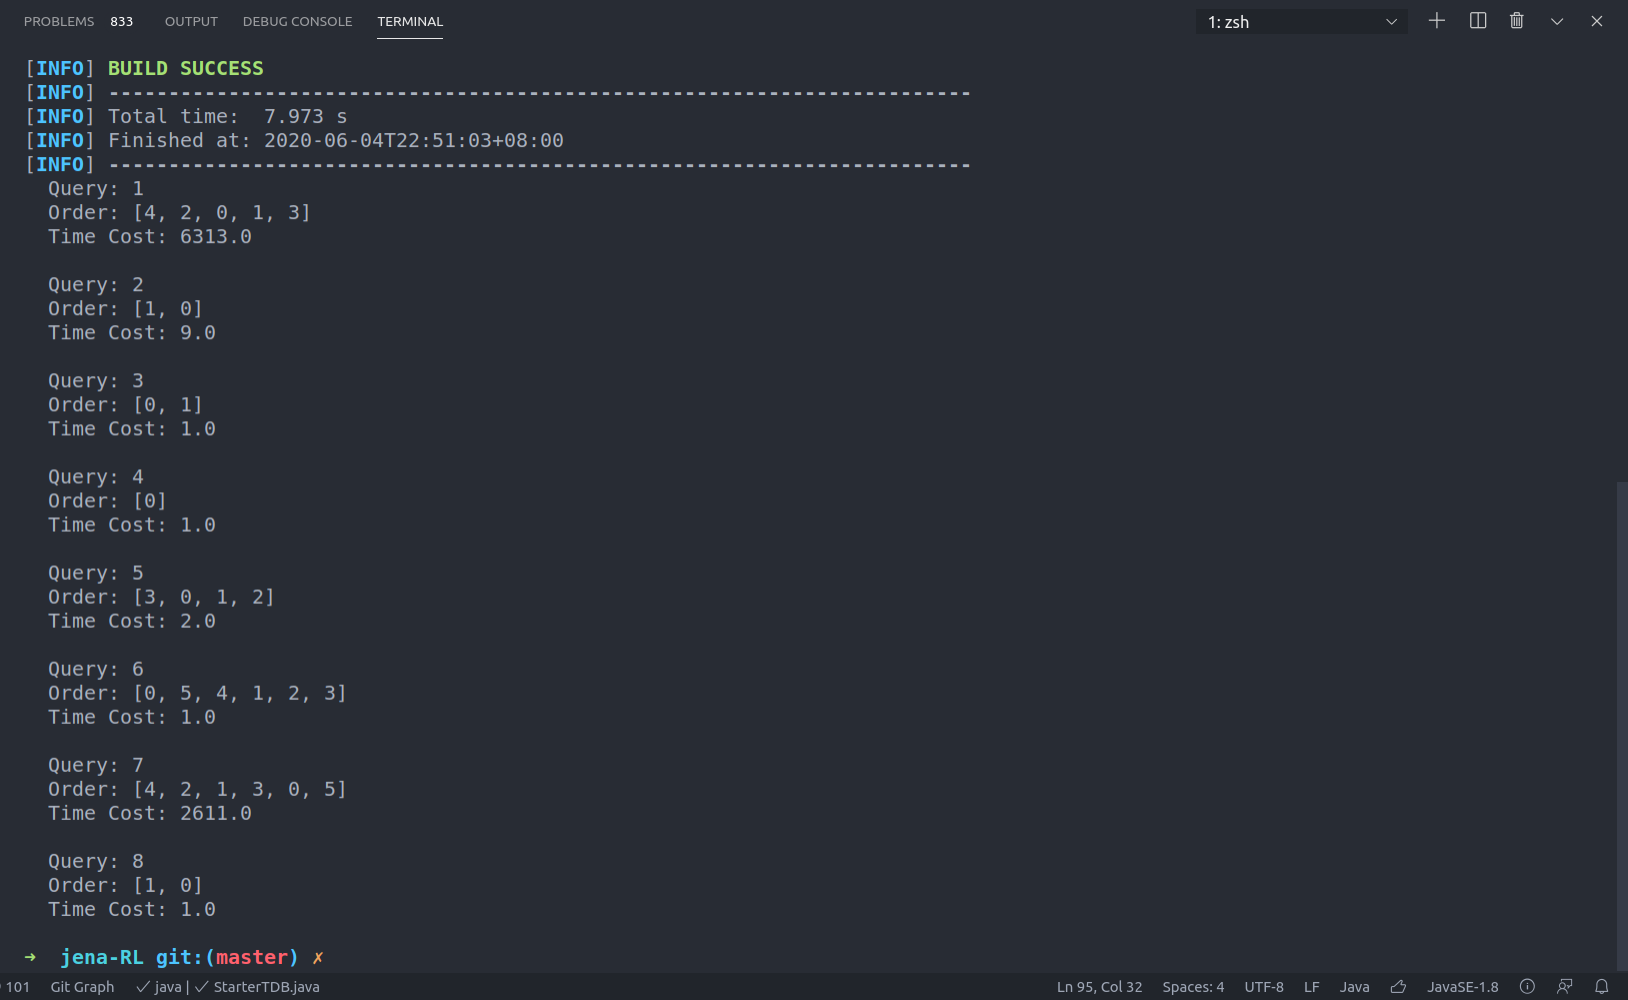 PROBLEMS 833 OUTPUT DEBUG CONSOLE TERMINAL 1: zsh
[INFO] BUILD SUCCESS
[INFO] ------------------------------------------------------------------------
[INFO] Total time:  7.973 s
[INFO] Finished at: 2020-06-04T22:51:03+08:00
[INFO] ------------------------------------------------------------------------
Query: 1
Order: [4, 2, 0, 1, 3]
Time Cost: 6313.0
Query: 2
Order: [1, 0]
Time Cost: 9.0
Query: 3
Order: [0, 1]
Time Cost: 1.0
Query: 4
Order: [0]
Time Cost: 1.0
Query: 5
Order: [3, 0, 1, 2]
Time Cost: 2.0
Query: 6
Order: [0, 5, 4, 1, 2, 3]
Time Cost: 1.0
Query: 7
Order: [4, 2, 1, 3, 0, 5]
Time Cost: 2611.0
Query: 8
Order: [1, 0]
Time Cost: 1.0
➜ jena-RL git:(master) ✗
101 Git Graph ✓ java | ✓ StarterTDB.java Ln 95, Col 32 Spaces: 4 UTF-8 LF Java JavaSE-1.8